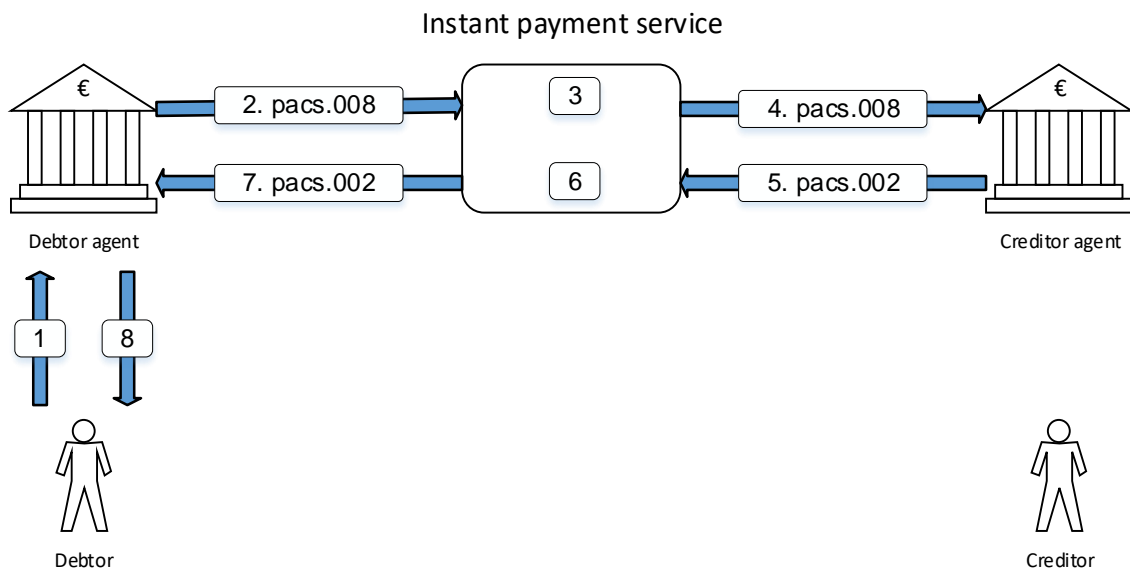 Instant payment service
€
2. pacs.008
3
4. pacs.008
€
7. pacs.002
6
5. pacs.002
Debtor agent
Creditor agent
1
8
Debtor
Creditor